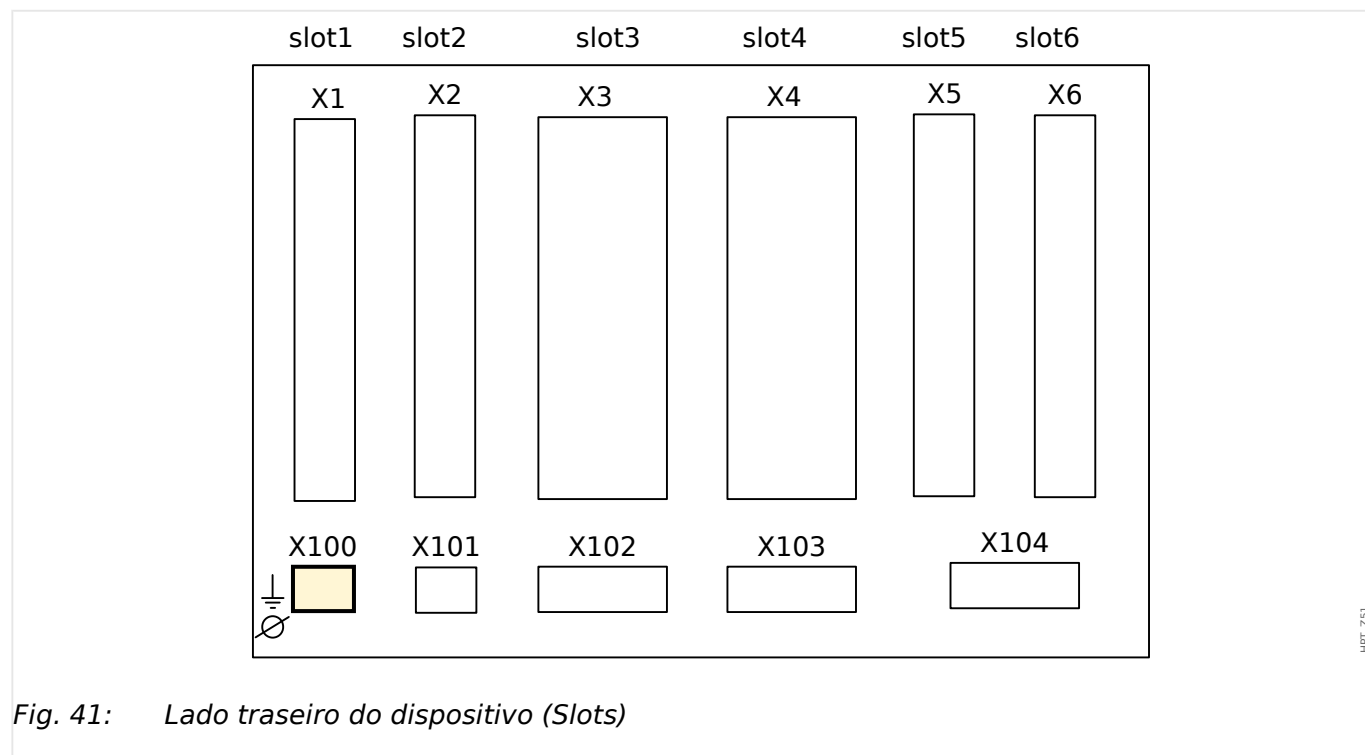 slot1 slot2 slot3 slot4 slot5 slot6
X1 X2 X3 X4 X5 X6
X100 X101 X102 X103 X104
Fig. 41: Lado traseiro do dispositivo (Slots)